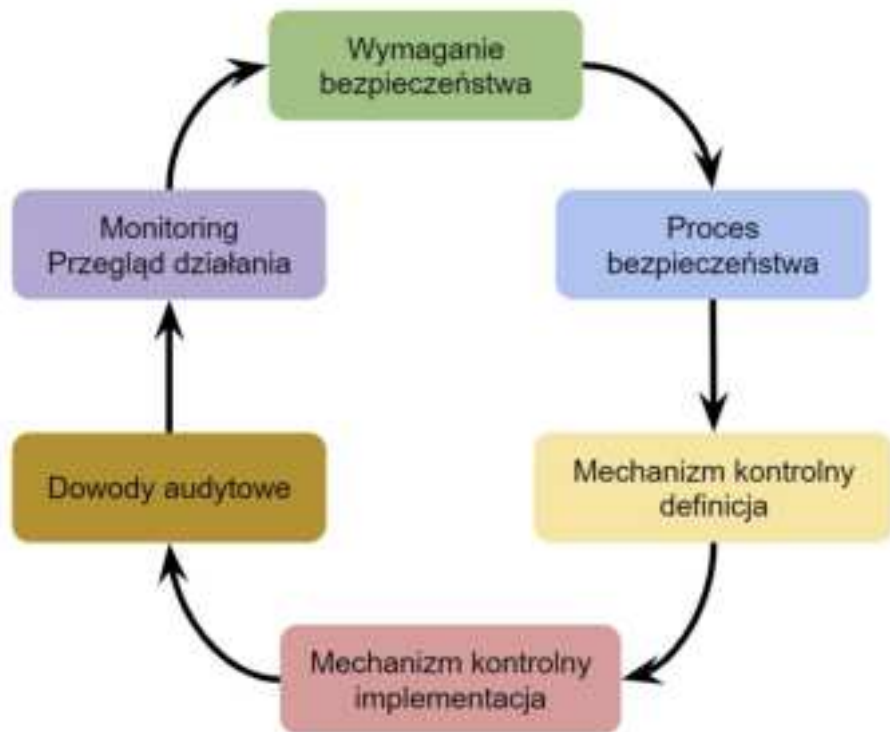 Wymaganie
bezpieczeństwa
Proces
bezpieczeństwa
Mechanizm kontrolny
definicja
Mechanizm kontrolny
implementacja
Dowody audytowe
Monitoring
Przegląd działania